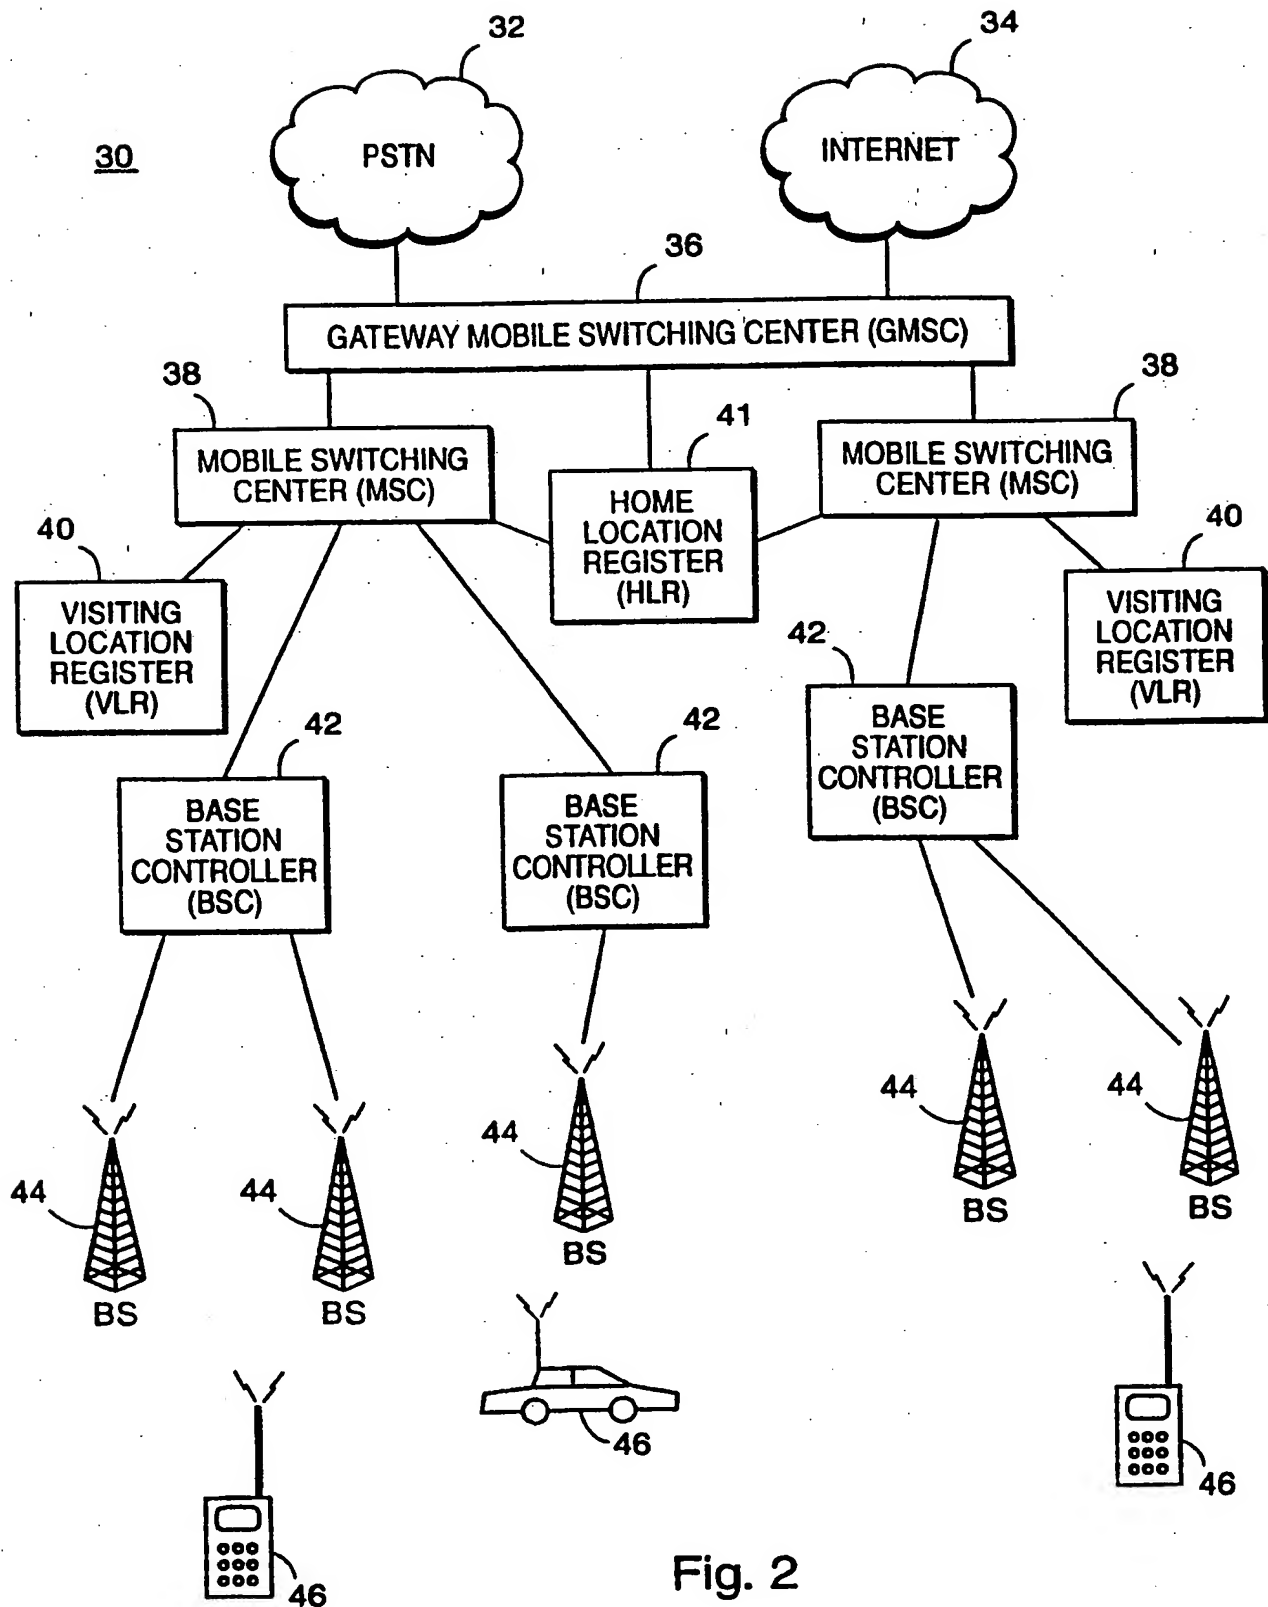 32
34
30
PSTN
INTERNET
36
GATEWAY MOBILE SWITCHING CENTER (GMSC)
38
38
41
MOBILE SWITCHING
CENTER (MSC)
HOME
LOCATION
REGISTER
(HLR)
MOBILE SWITCHING
CENTER (MSC)
40
40
VISITING
LOCATION
REGISTER
(VLR)
VISITING
LOCATION
REGISTER
(VLR)
42
42
42
BASE
STATION
CONTROLLER
(BSC)
BASE
STATION
CONTROLLER
(BSC)
BASE
STATION
CONTROLLER
(BSC)
44
44
44
44
44
BS
BS
BS
BS
BS
46
46
46
Fig. 2